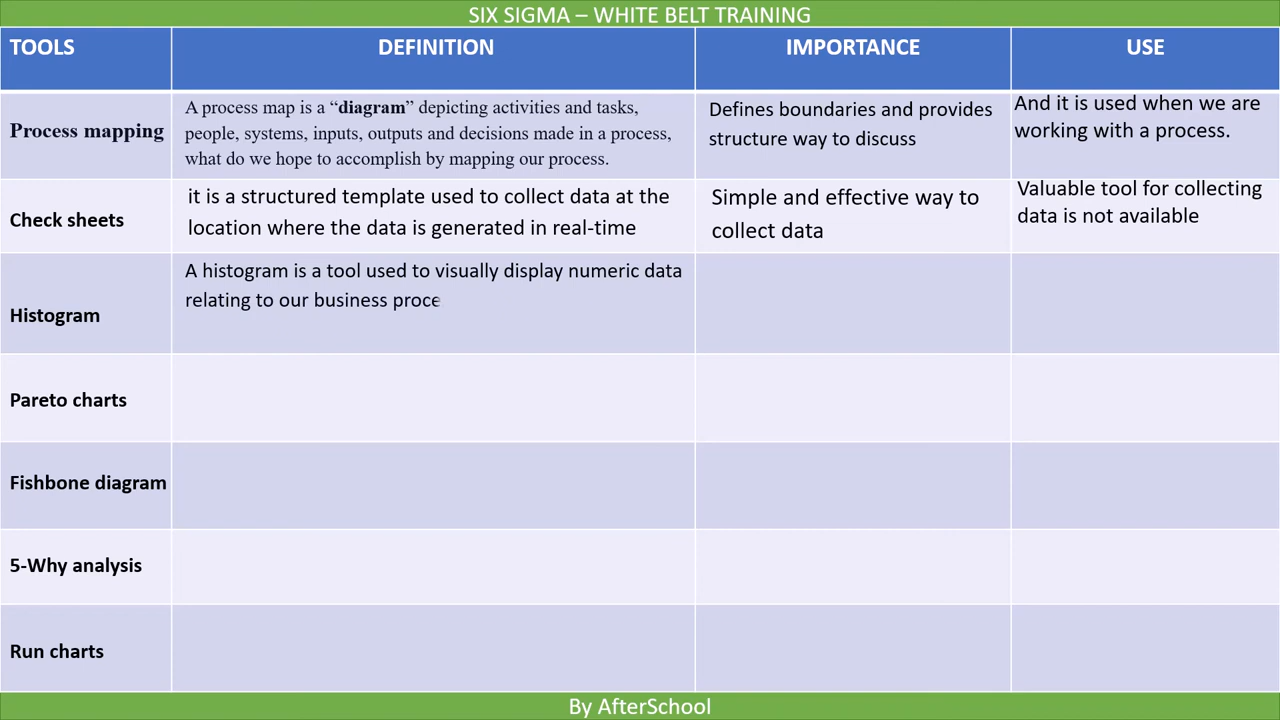 SIX SIGMA – WHITE BELT TRAINING
TOOLS
DEFINITION
IMPORTANCE
USE
Process mapping
A process map is a “diagram” depicting activities and tasks,
people, systems, inputs, outputs and decisions made in a process,
what do we hope to accomplish by mapping our process.
Defines boundaries and provides
structure way to discuss
And it is used when we are
working with a process.
Check sheets
it is a structured template used to collect data at the
location where the data is generated in real-time
Simple and effective way to
collect data
Valuable tool for collecting
data is not available
Histogram
A histogram is a tool used to visually display numeric data
relating to our business proce
Pareto charts
Fishbone diagram
5-Why analysis
Run charts
By AfterSchool